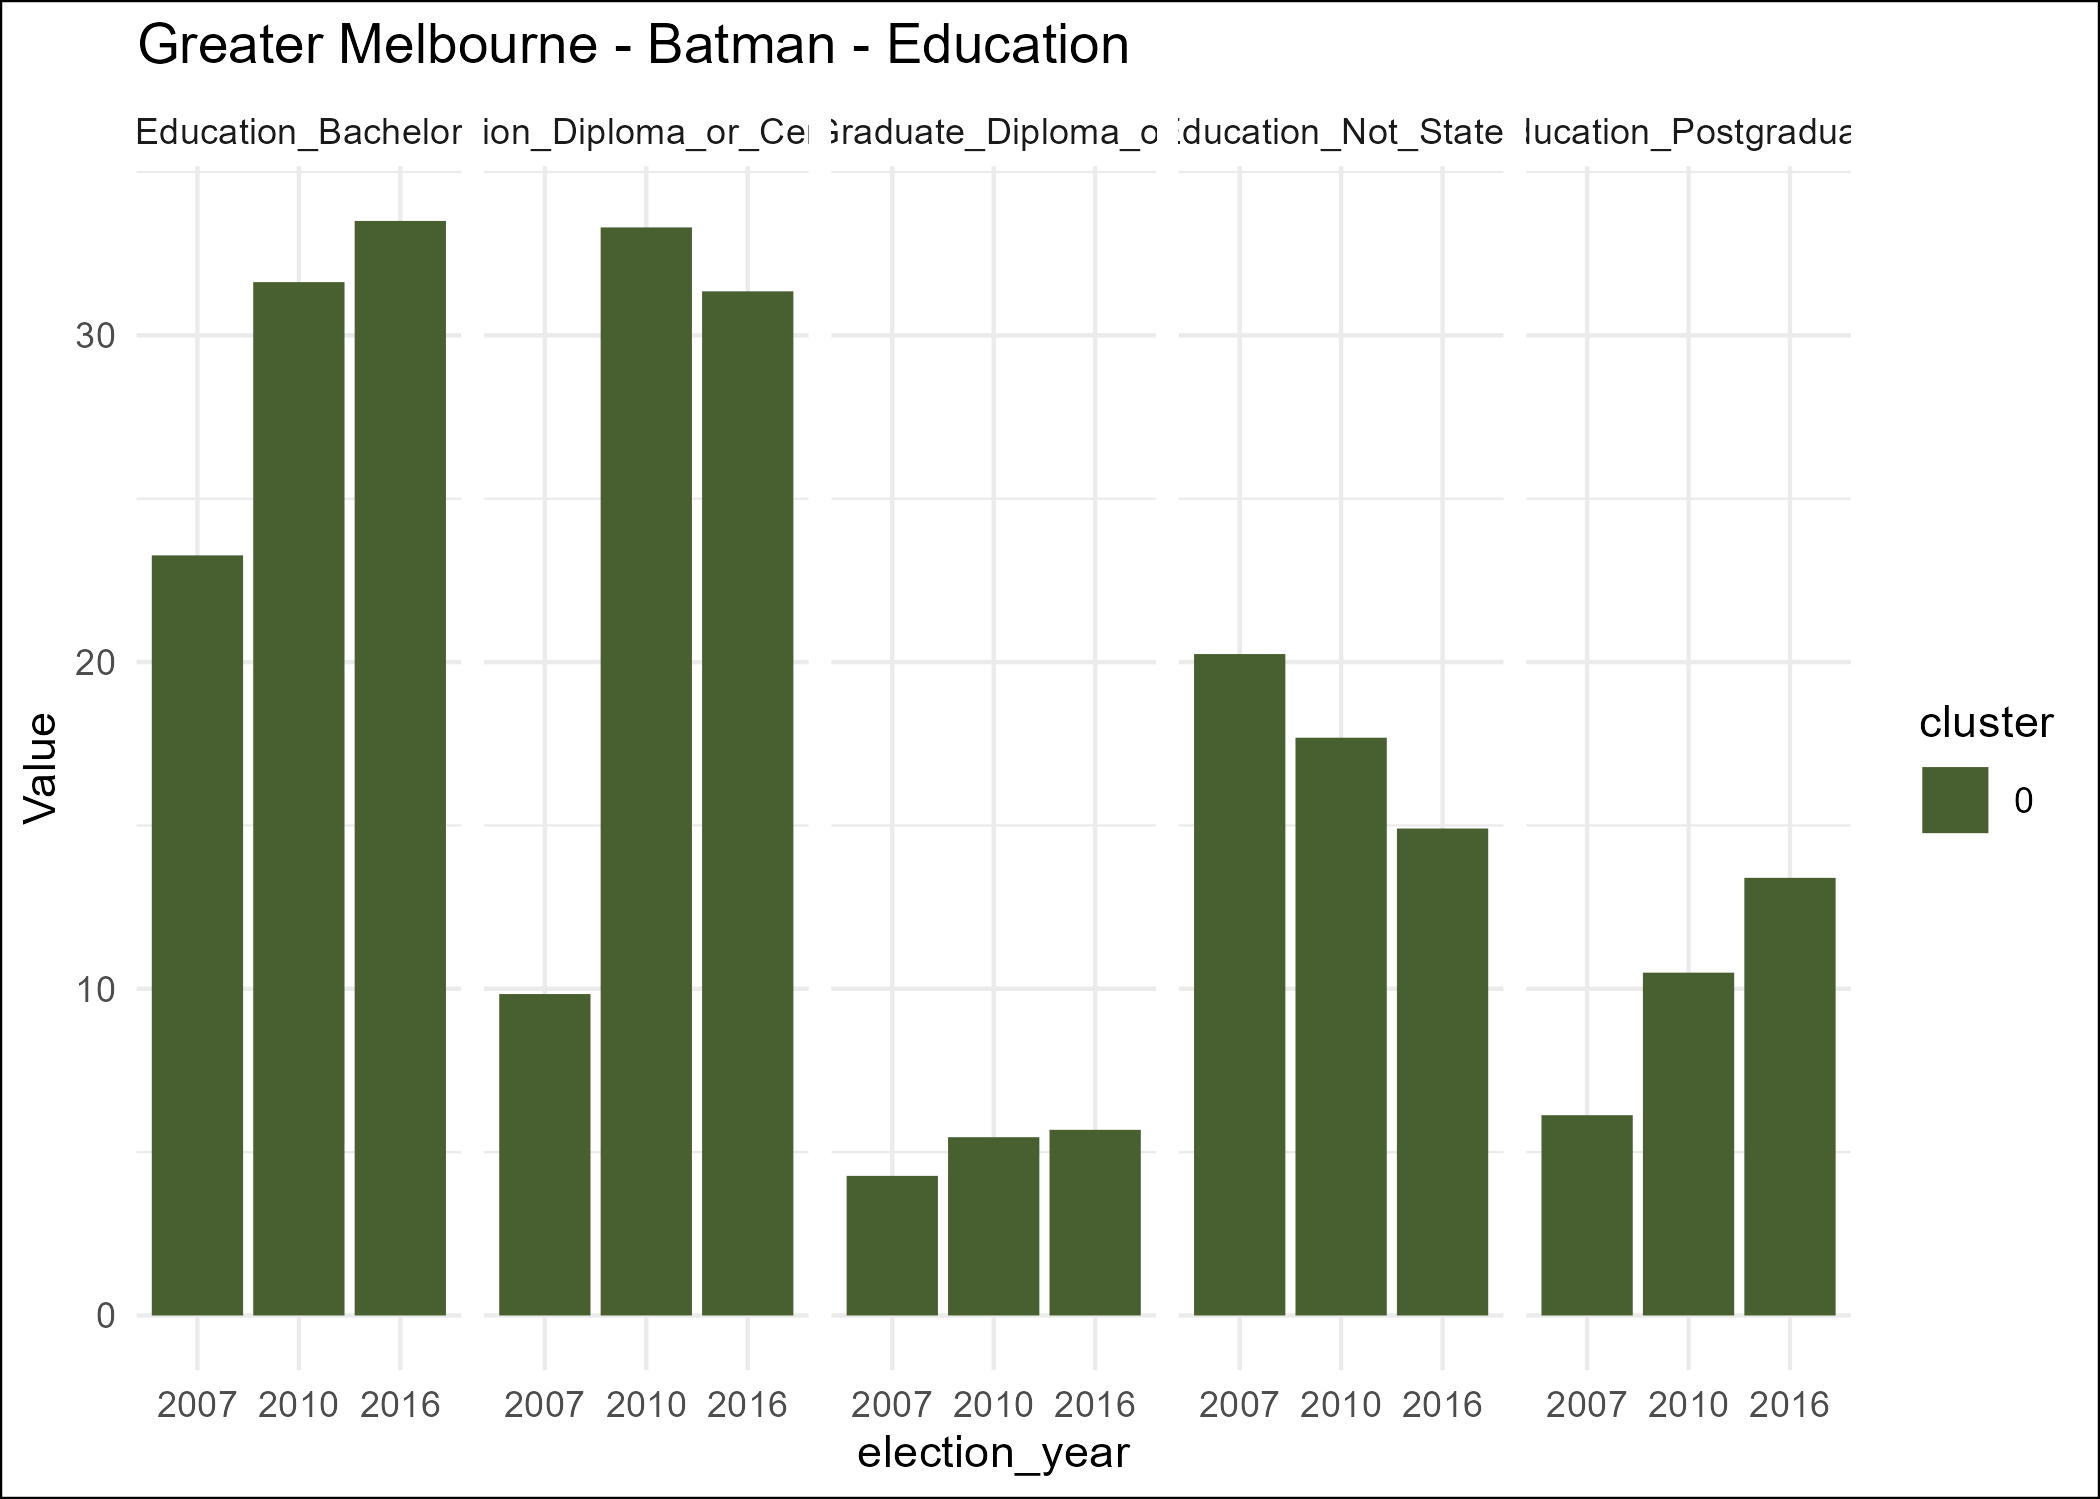 Greater Melbourne - Batman - Education
Education_Bachelor ion_Diploma_or_Cer Graduate_Diploma_o Education_Not_State ducation_Postgradua
30
20
10
0
Value
2007 2010 2016 2007 2010 2016 2007 2010 2016 2007 2010 2016 2007 2010 2016
election_year
cluster
0